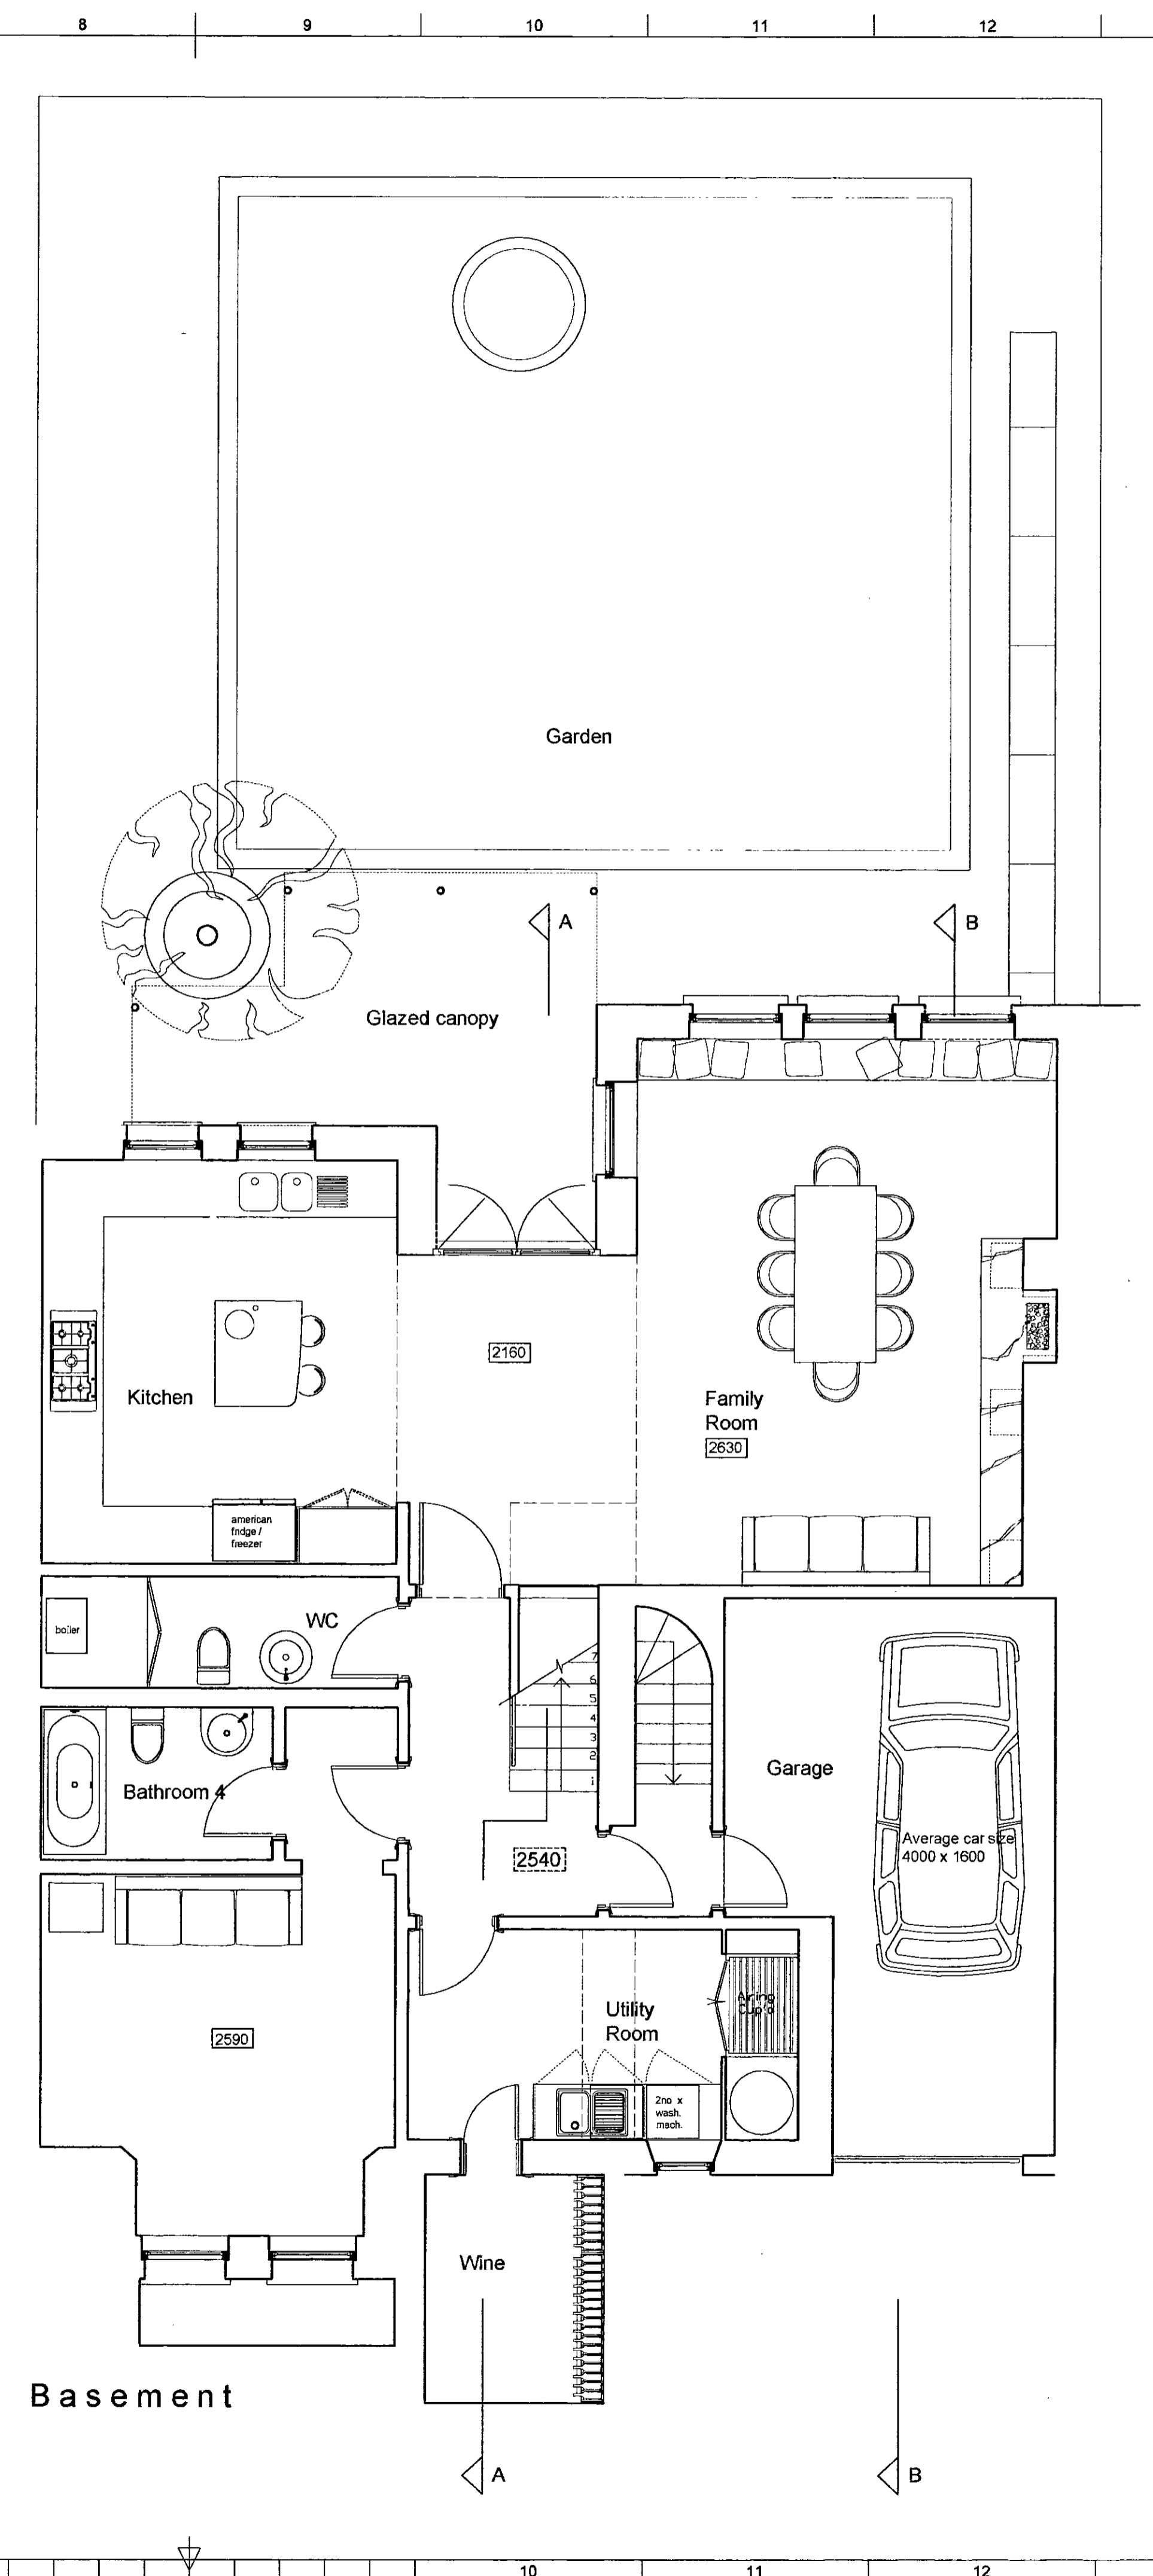 8 9 10 11 12
Garden
A B
Glazed canopy
2160
Kitchen
Family
Room
2630
american
fridge /
freezer
WC
boiler
7
6
5
4
3
2
1
Garage
Bathroom 4
Average car size
4000 x 1600
2540
Airing
Cup'd
Utility
Room
2590
2no x
wash.
mach.
Wine
Basement
A B
10 11 12